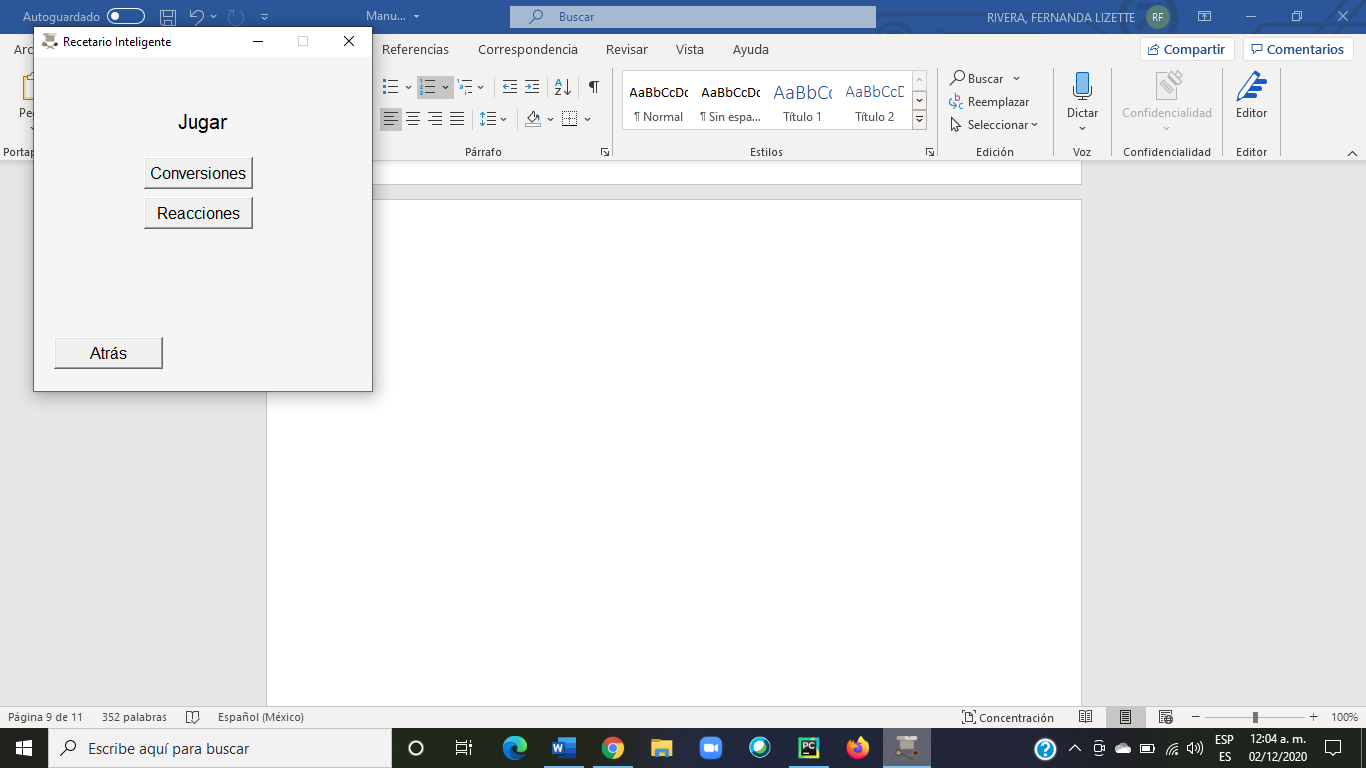 Autoguardado
Manu...
Buscar
RIVERA, FERNANDA LIZETTE
RF
Recetario Inteligente
Referencias
Correspondencia
Revisar
Vista
Ayuda
Compartir
Comentarios
Jugar
Conversiones
Reacciones
Atrás
AaBbCcDc
AaBbCcDc
AaBbCc
AaBbCcD
¶ Normal
¶ Sin espa...
Título 1
Título 2
Buscar
Reemplazar
Seleccionar
Dictar
Confidencialidad
Editor
Párrafo
Estilos
Edición
Voz
Confidencialidad
Editor
Página 9 de 11
352 palabras
Español (México)
Concentración
100%
Escribe aquí para buscar
ESP
ES
12:04 a. m.
02/12/2020